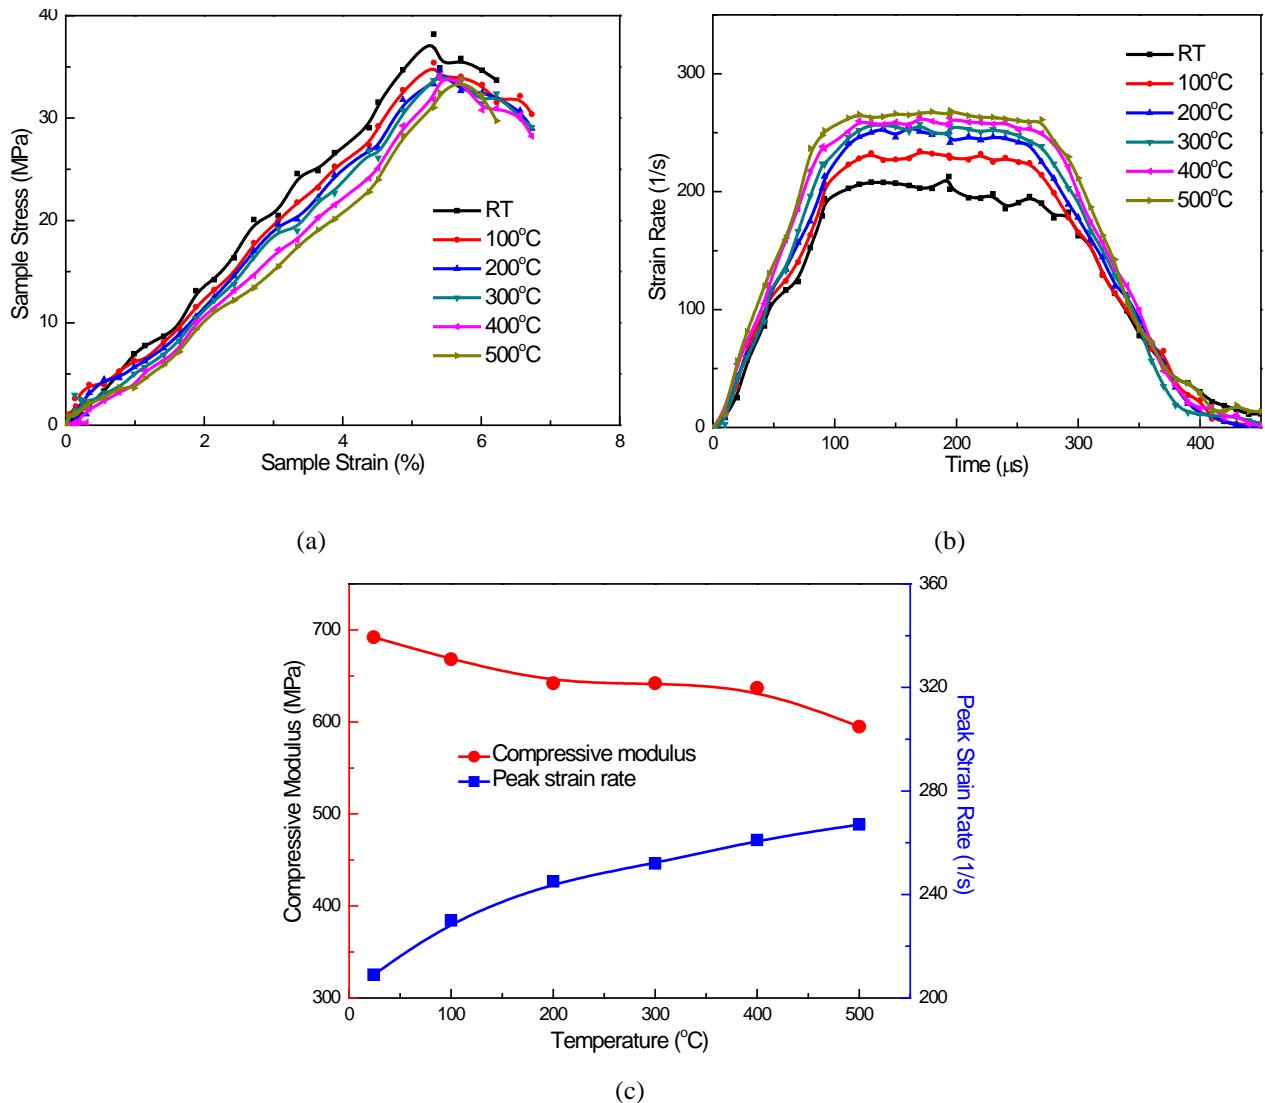 40
30
20
10
0
Sample Stress (MPa)
RT
100°C
200°C
300°C
400°C
500°C
0 2 4 6 8
Sample Strain (%)
(a)
300
200
100
0
Strain Rate (1/s)
RT
100°C
200°C
300°C
400°C
500°C
0 100 200 300 400
Time (μs)
(b)
700
600
500
400
300
Compressive Modulus (MPa)
Compressive modulus
Peak strain rate
360
320
280
240
200
Peak Strain Rate (1/s)
0 100 200 300 400 500
Temperature (°C)
(c)